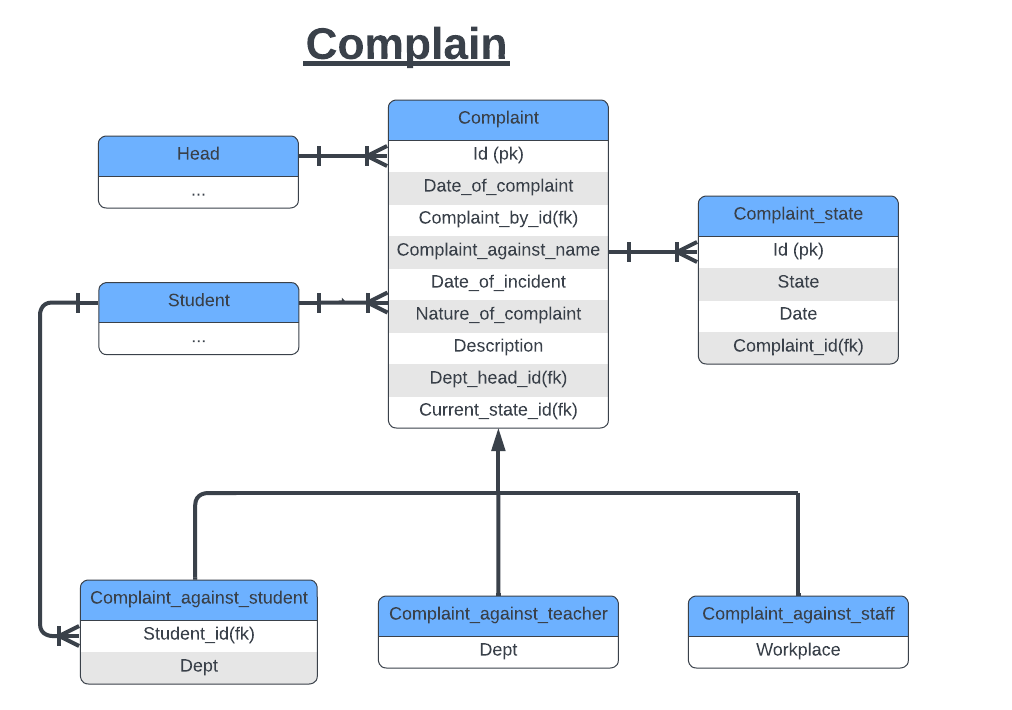 Complain
Complaint
Id (pk)
Date_of_complaint
Complaint_by_id(fk)
Complaint_against_name
Date_of_incident
Nature_of_complaint
Description
Dept_head_id(fk)
Current_state_id(fk)
Head
...
Student
...
Complaint_state
Id (pk)
State
Date
Complaint_id(fk)
Complaint_against_student
Student_id(fk)
Dept
Complaint_against_teacher
Dept
Complaint_against_staff
Workplace